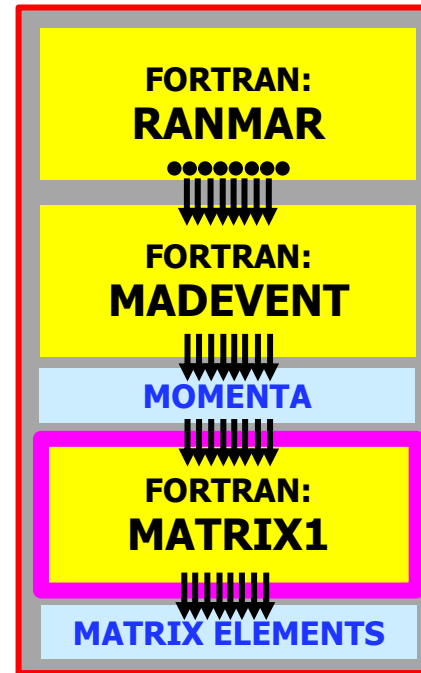 FORTRAN:
RANMAR
FORTRAN:
MADEVENT
MOMENTA
FORTRAN:
MATRIX1
MATRIX ELEMENTS